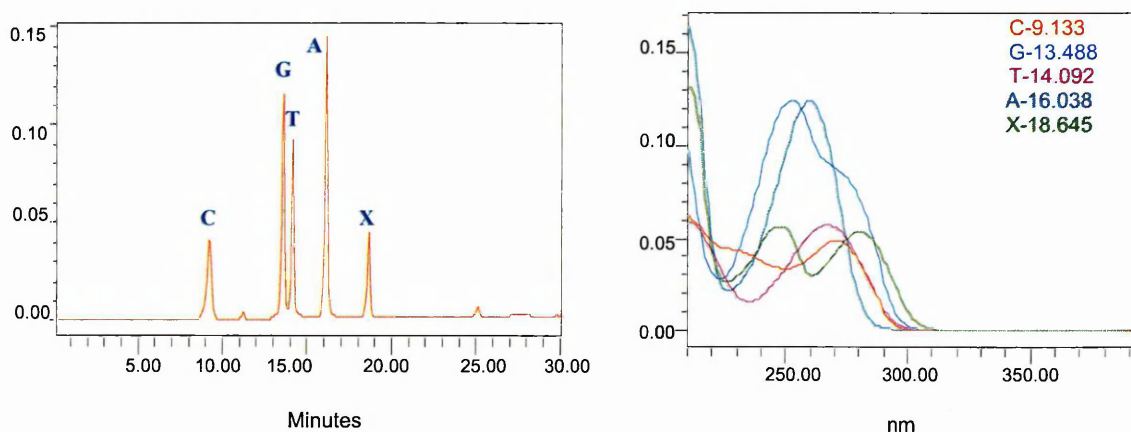 0.15
0.10
0.05
0.00
C
G
T
A
X
5.00 10.00 15.00 20.00 25.00 30.00
Minutes
0.15
0.10
0.05
0.00
C-9.133
G-13.488
T-14.092
A-16.038
X-18.645
250.00 300.00 350.00
nm